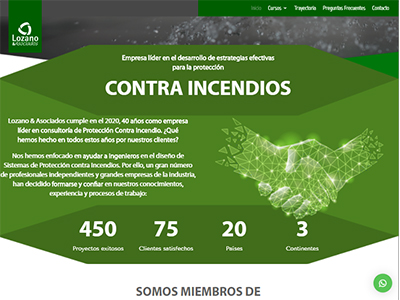 Lozano
&Asociados
Inicio Cursos Trayectoria Preguntas Frecuentes Contacto
Empresa líder en el desarrollo de estrategias efectivas
para la protección
CONTRA INCENDIOS
Lozano & Asociados cumple en el 2020, 40 años como empresa
líder en consultoría de Protección Contra Incendio. ¿Qué
hemos hecho en todos estos años por nuestros clientes?
Nos hemos enfocado en ayudar a ingenieros en el diseño de
Sistemas de Protección contra Incendios. Por ello, un gran número
de profesionales independientes y grandes empresas de la industria,
han decidido formarse y confiar en nuestros conocimientos,
experiencia y procesos de trabajo:
450 75 20 3
Proyectos exitosos Clientes satisfechos Países Continentes
SOMOS MIEMBROS DE